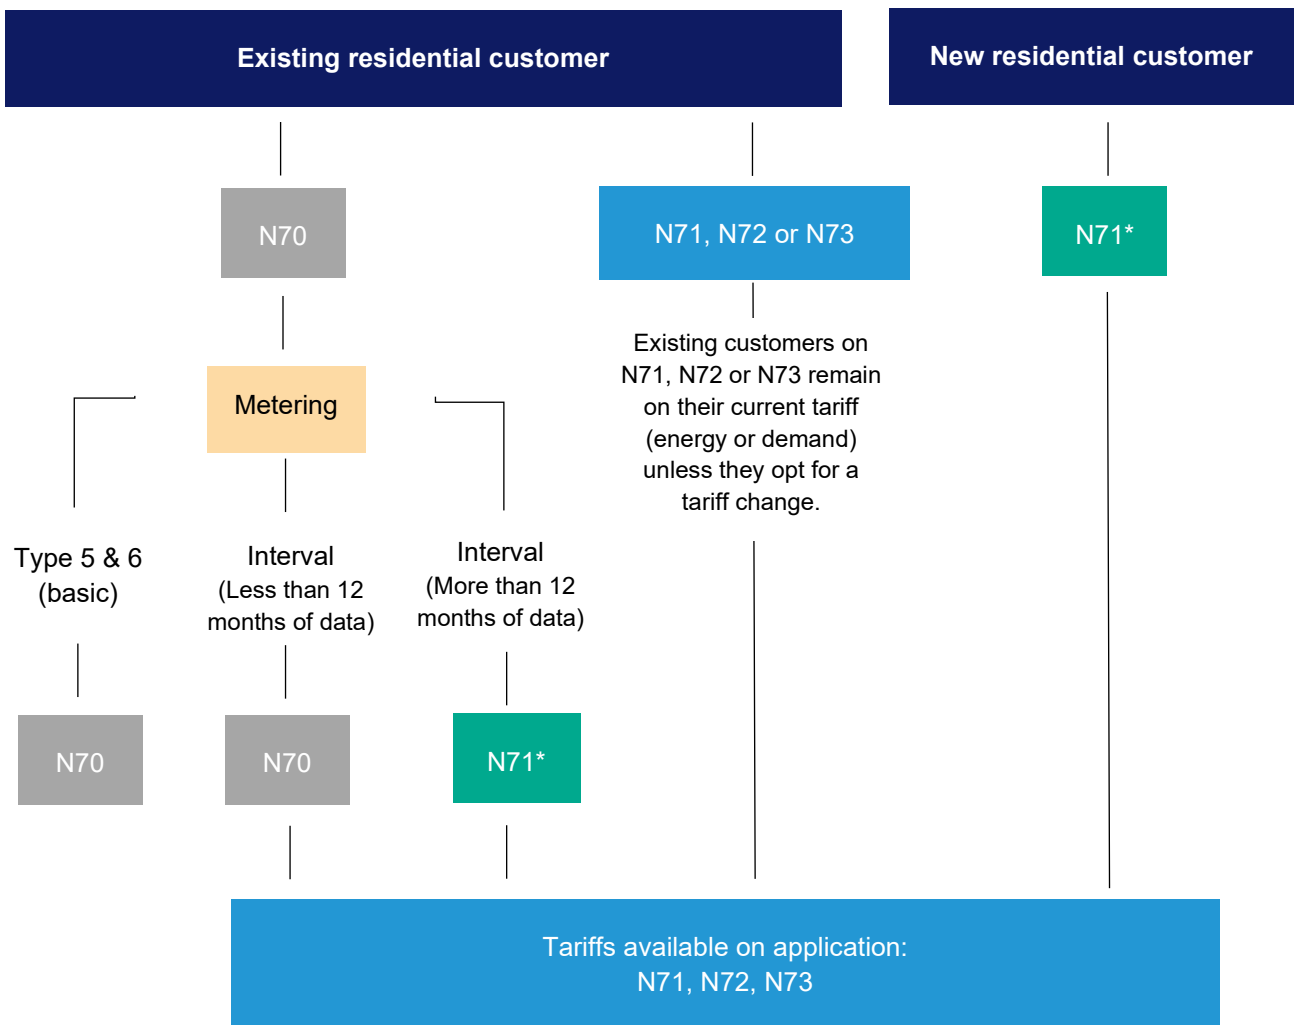 Existing residential customer
New residential customer
N70
N71, N72 or N73
N71*
Existing customers on
N71, N72 or N73 remain
on their current tariff
(energy or demand)
unless they opt for a
tariff change.
Metering
Type 5 & 6
(basic)
Interval
(Less than 12
months of data)
Interval
(More than 12
months of data)
N70
N70
N71*
Tariffs available on application:
N71, N72, N73